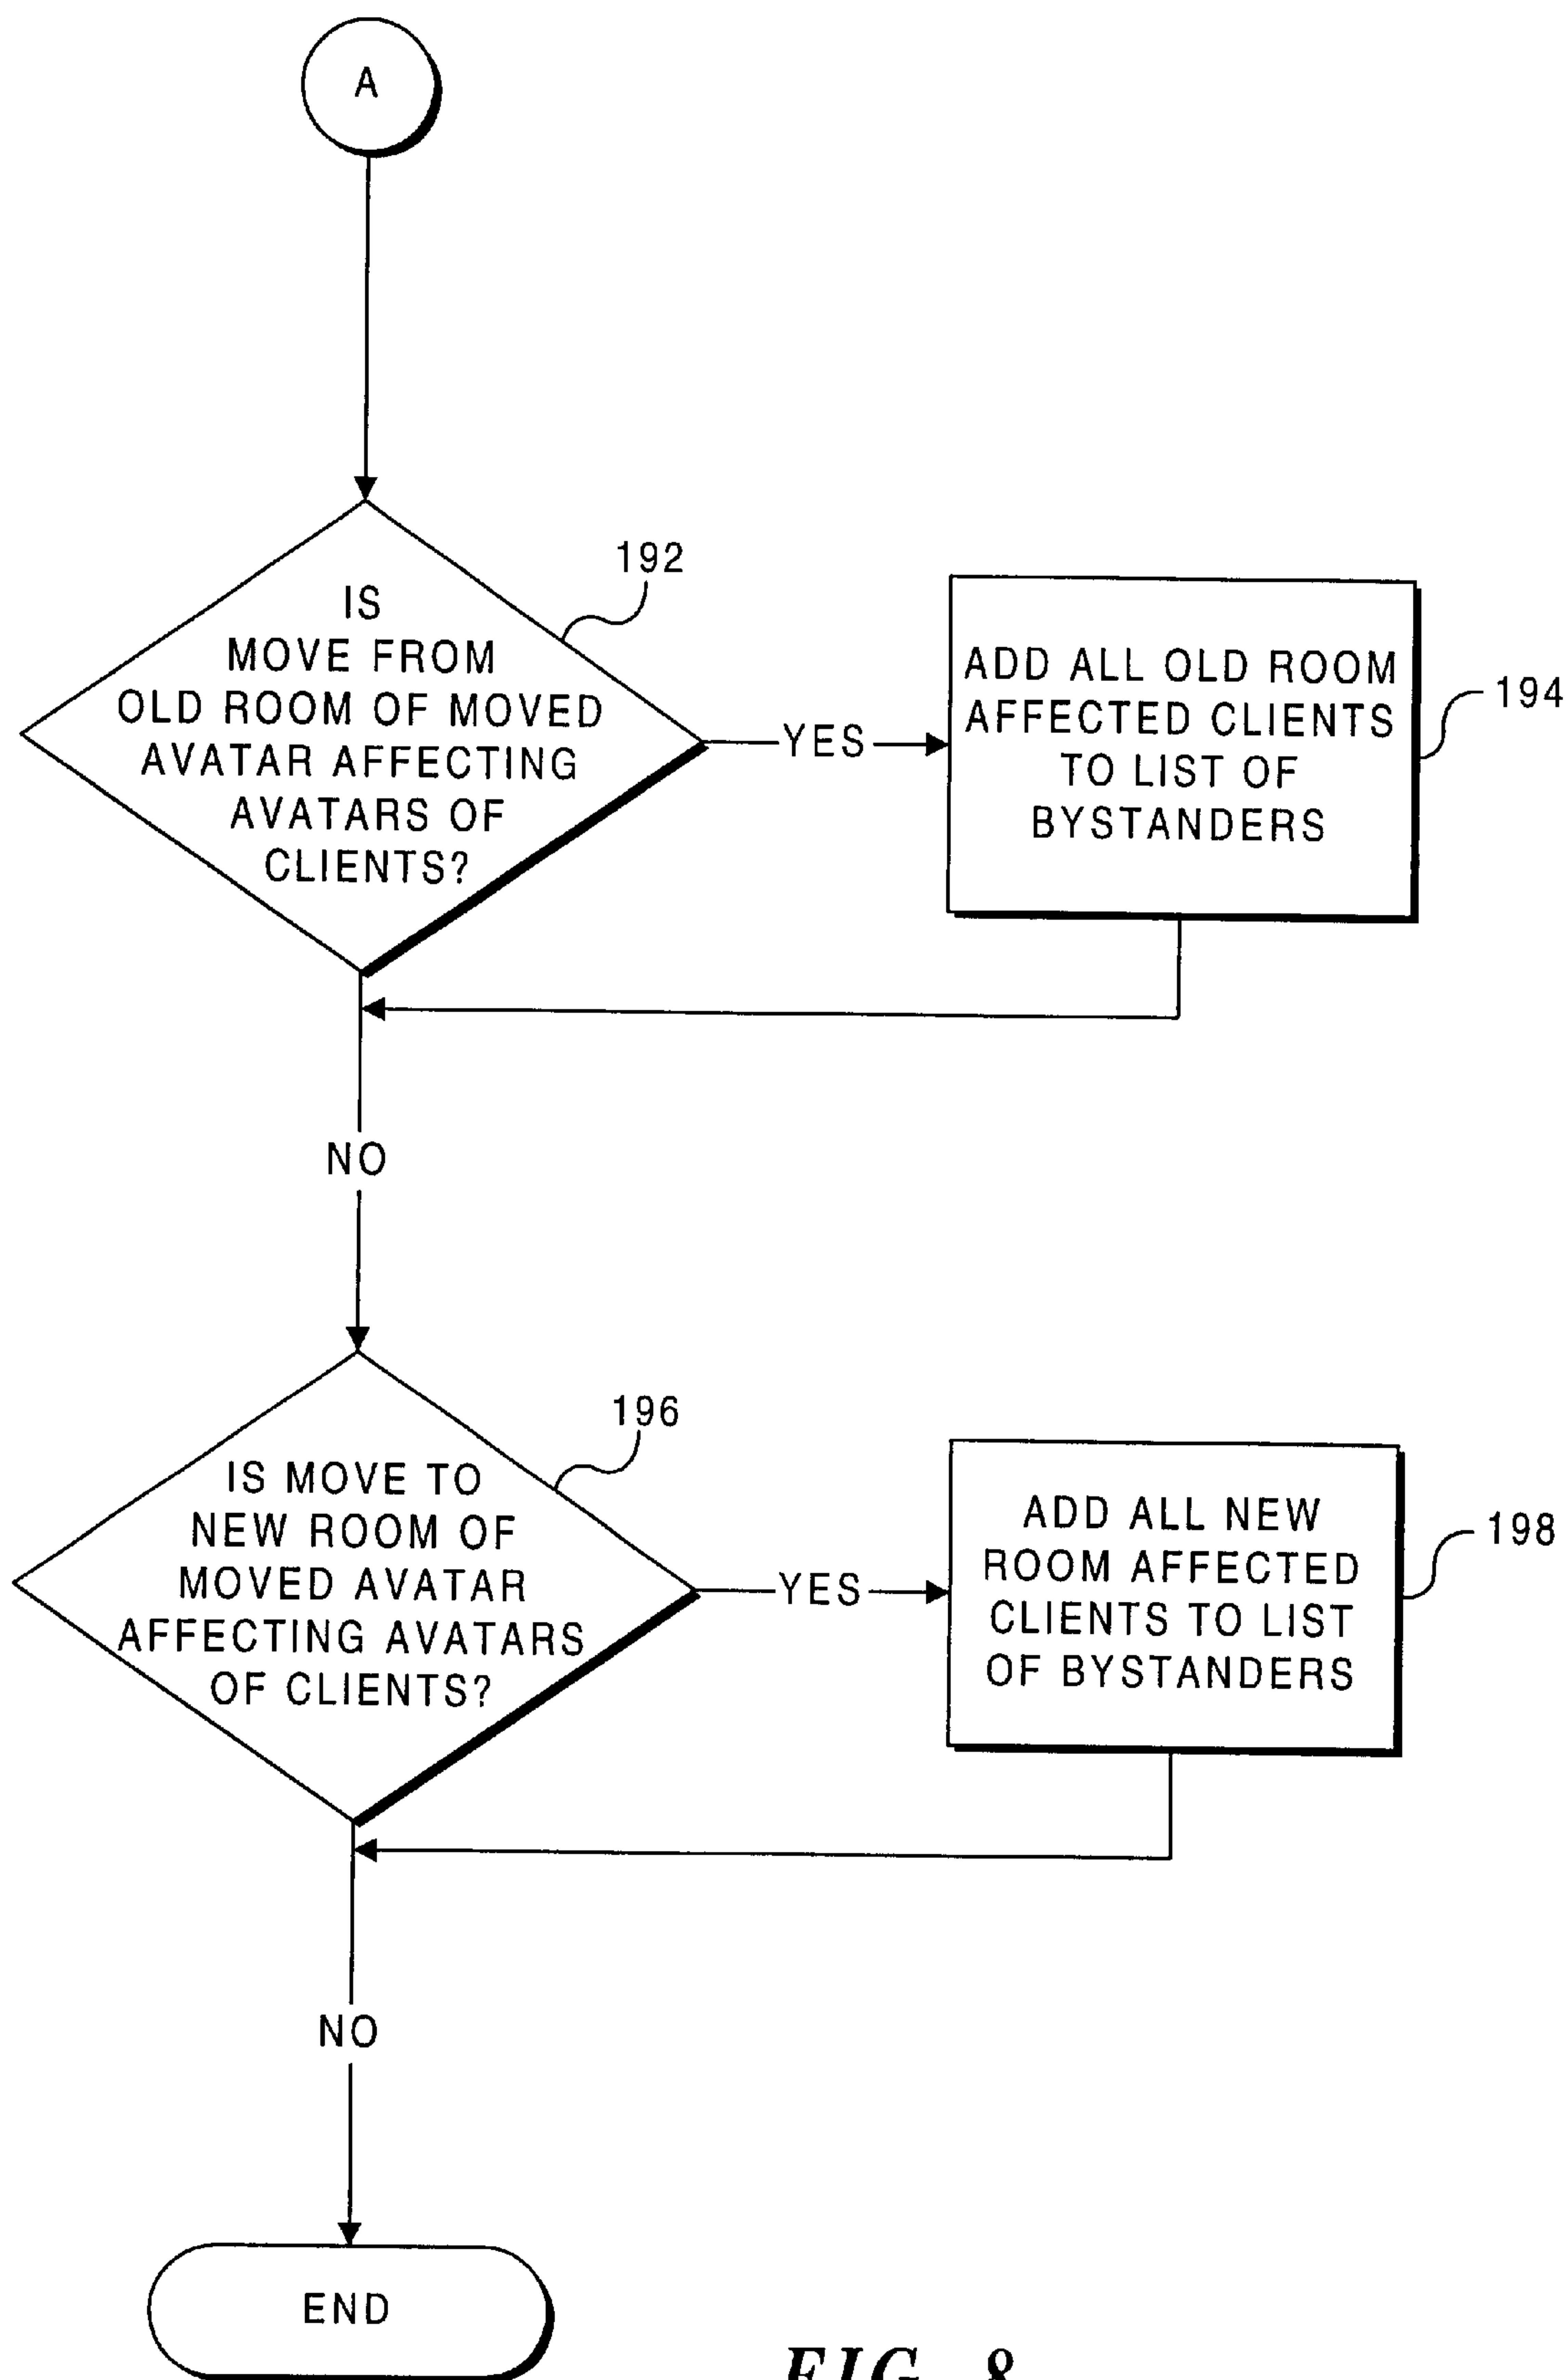 A
192
IS
MOVE FROM
OLD ROOM OF MOVED
AVATAR AFFECTING
AVATARS OF
CLIENTS?
YES
ADD ALL OLD ROOM
AFFECTED CLIENTS
TO LIST OF
BYSTANDERS
194
NO
196
IS MOVE TO
NEW ROOM OF
MOVED AVATAR
AFFECTING AVATARS
OF CLIENTS?
YES
ADD ALL NEW
ROOM AFFECTED
CLIENTS TO LIST
OF BYSTANDERS
198
NO
END
FIG. 8